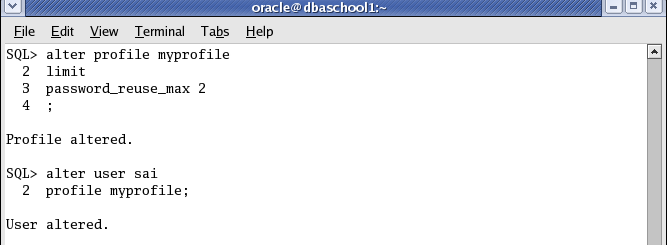 oracle@dbaschool1:~
File Edit View Terminal Tabs Help
SQL> alter profile myprofile
2 limit
3 password_reuse_max 2
4 ;
Profile altered.
SQL> alter user sai
2 profile myprofile;
User altered.